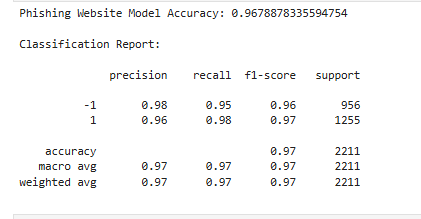 Phishing Website Model Accuracy: 0.9678878335594754
Classification Report:
precision recall f1-score support
-1 0.98 0.95 0.96 956
1 0.96 0.98 0.97 1255
accuracy 0.97 2211
macro avg 0.97 0.97 0.97 2211
weighted avg 0.97 0.97 0.97 2211